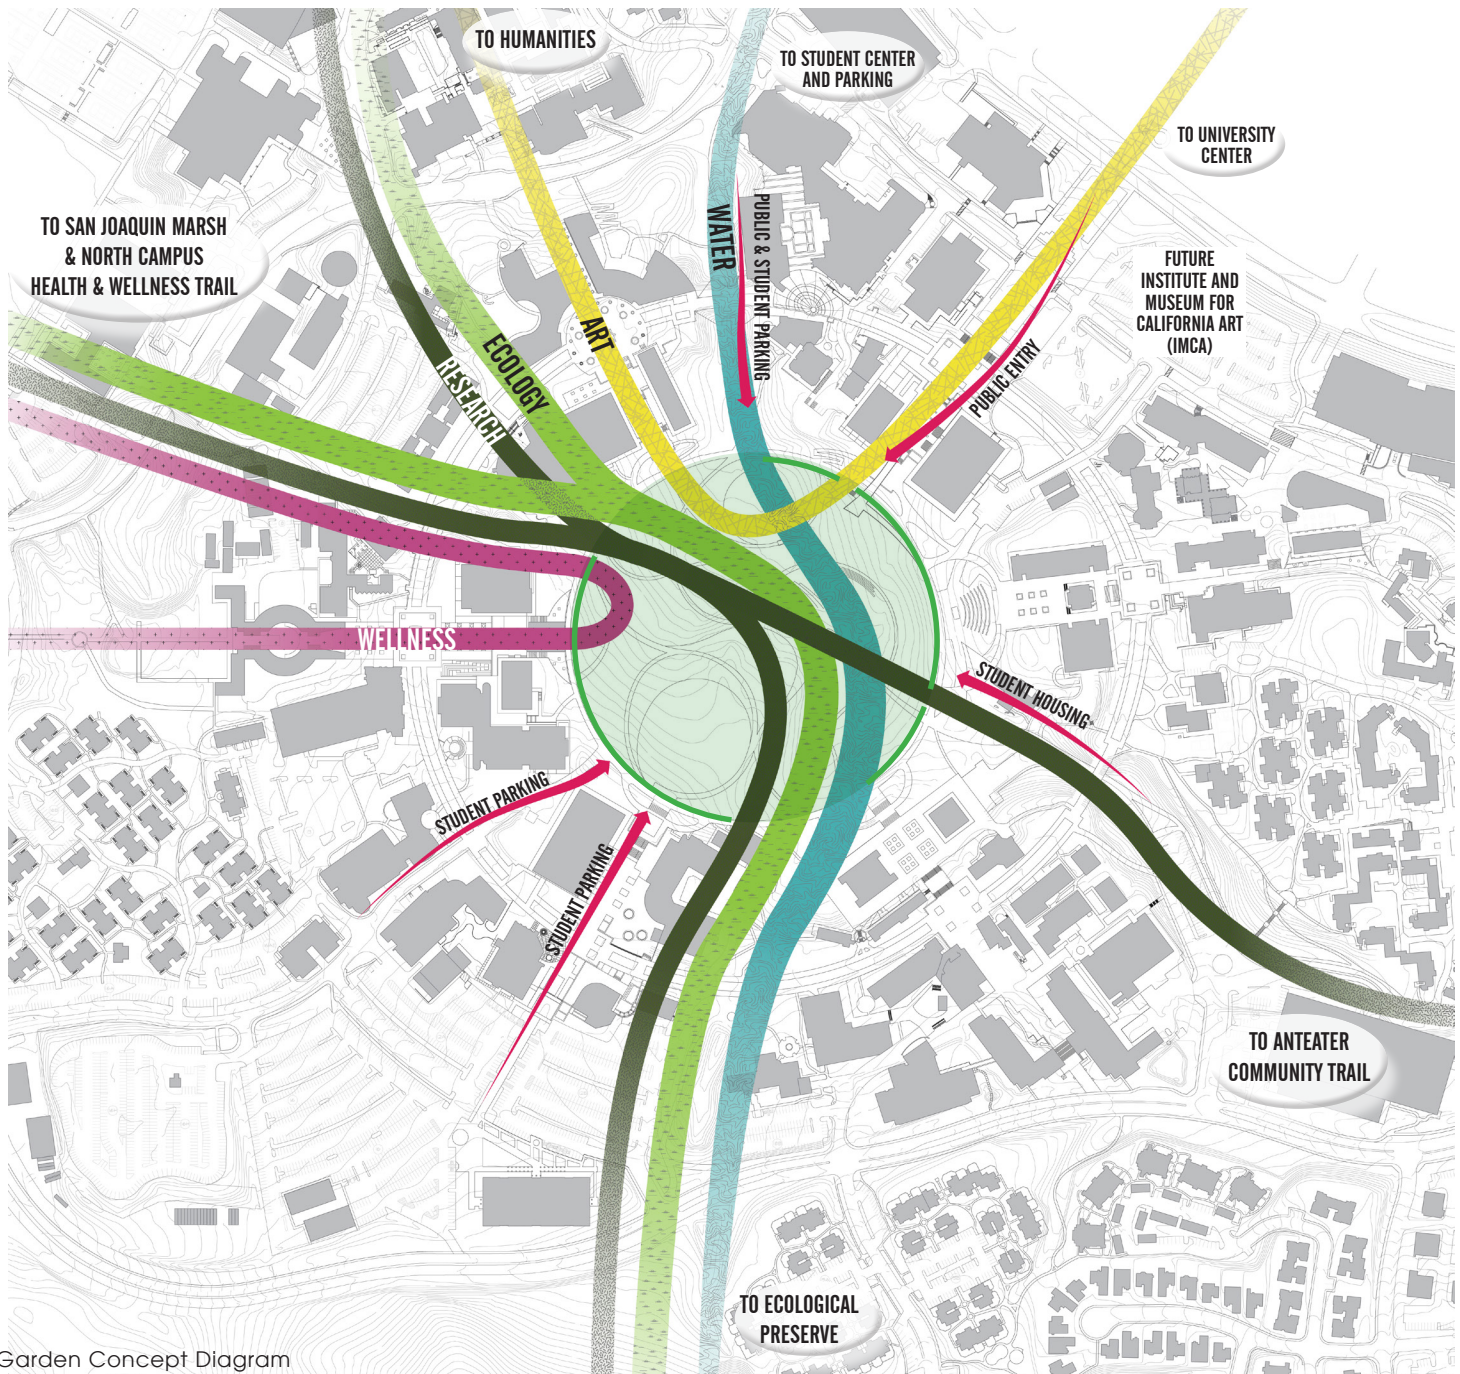 TO HUMANITIES
TO STUDENT CENTER
AND PARKING
TO UNIVERSITY
CENTER
TO SAN JOAQUIN MARSH
& NORTH CAMPUS
HEALTH & WELLNESS TRAIL
FUTURE
INSTITUTE AND
MUSEUM FOR
CALIFORNIA ART
(IMCA)
WATER
PUBLIC & STUDENT PARKING
ART
ECOLOGY
RESEARCH
PUBLIC ENTRY
WELLNESS
STUDENT HOUSING
STUDENT PARKING
STUDENT PARKING
TO ANTEATER
COMMUNITY TRAIL
TO ECOLOGICAL
PRESERVE
Garden Concept Diagram